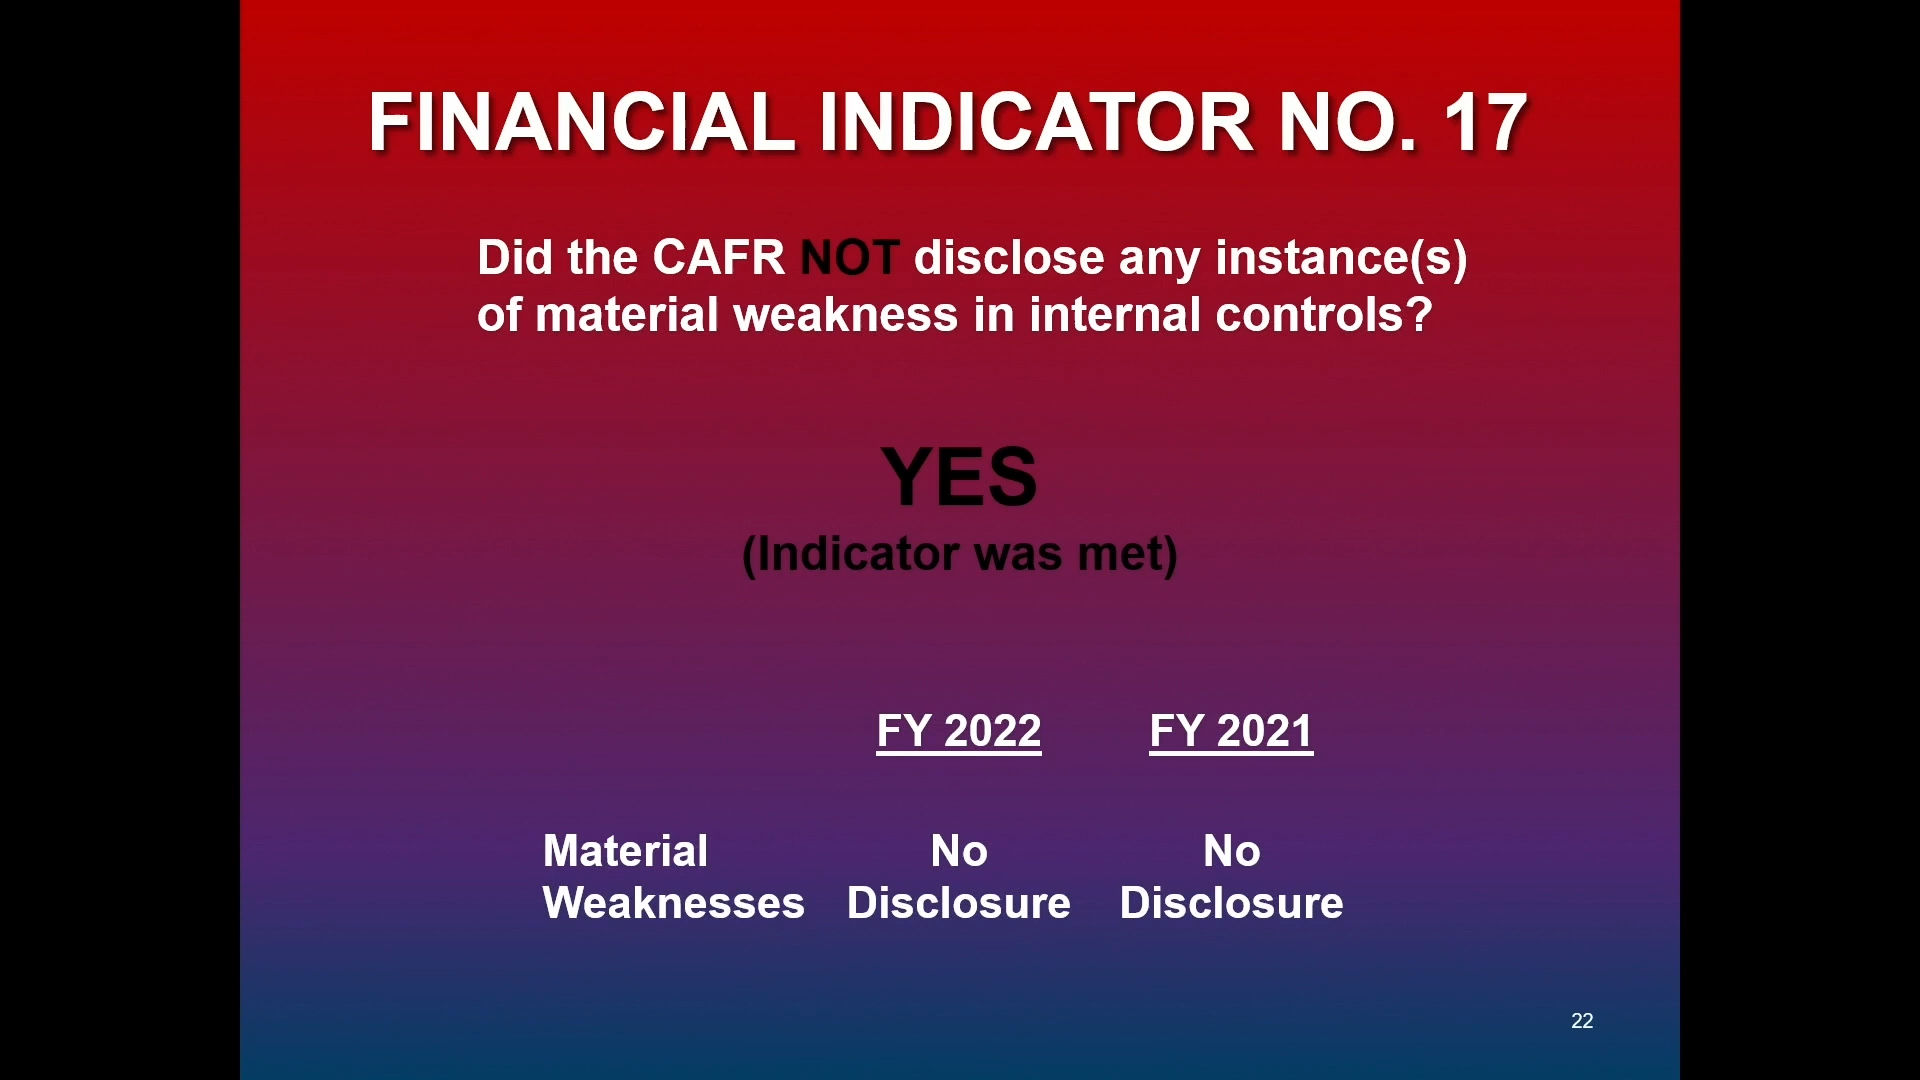 FINANCIAL INDICATOR NO. 17
Did the CAFR NOT disclose any instance(s)
of material weakness in internal controls?
YES
(Indicator was met)
FY 2022 FY 2021
Material No No
Weaknesses Disclosure Disclosure
22